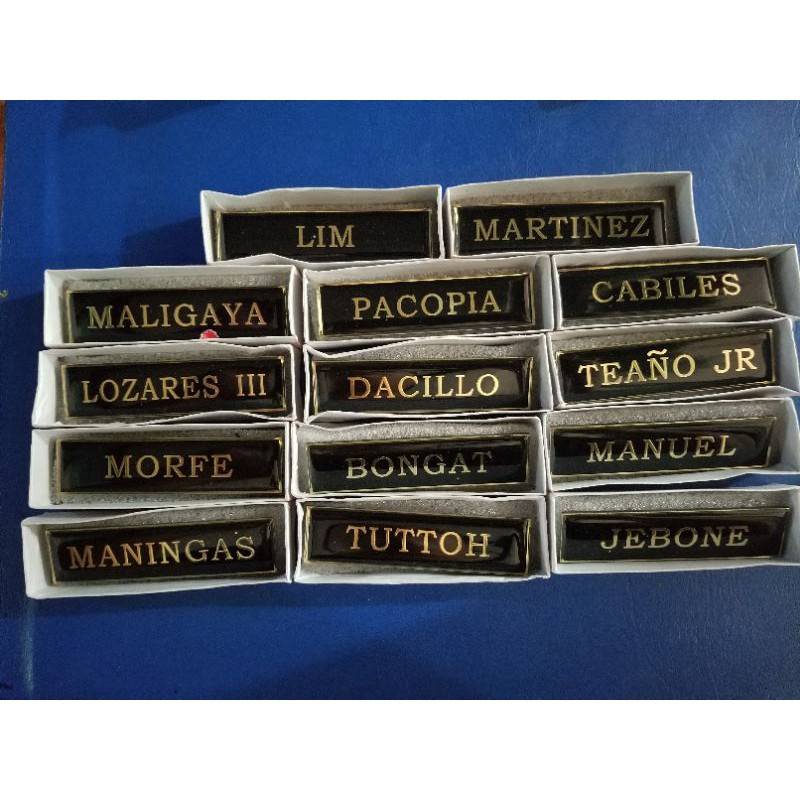 LIM
MARTINEZ
MALIGAYA
PACOPIA
CABILES
LOZARES III
DACILLO
TEAÑO JR
MORFE
BONGAT
MANUEL
MANINGAS
TUTTOH
JEBONE